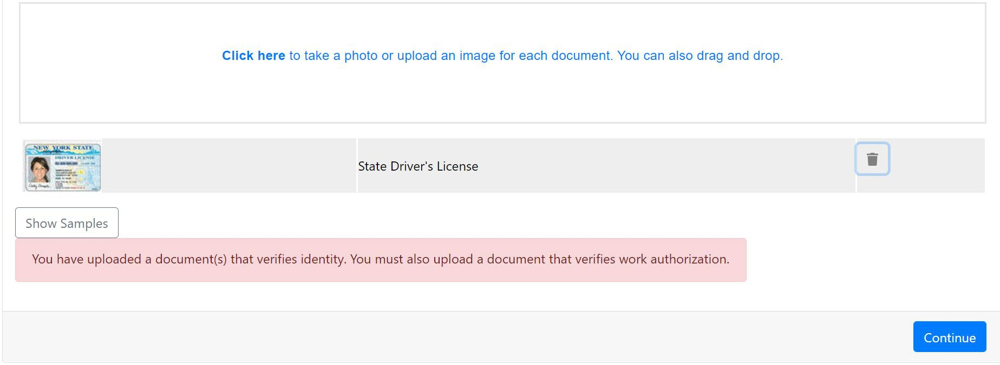 Click here to take a photo or upload an image for each document. You can also drag and drop.
NEW YORK STATE
DRIVER LICENSE
State Driver's License
Show Samples
You have uploaded a document(s) that verifies identity. You must also upload a document that verifies work authorization.
Continue